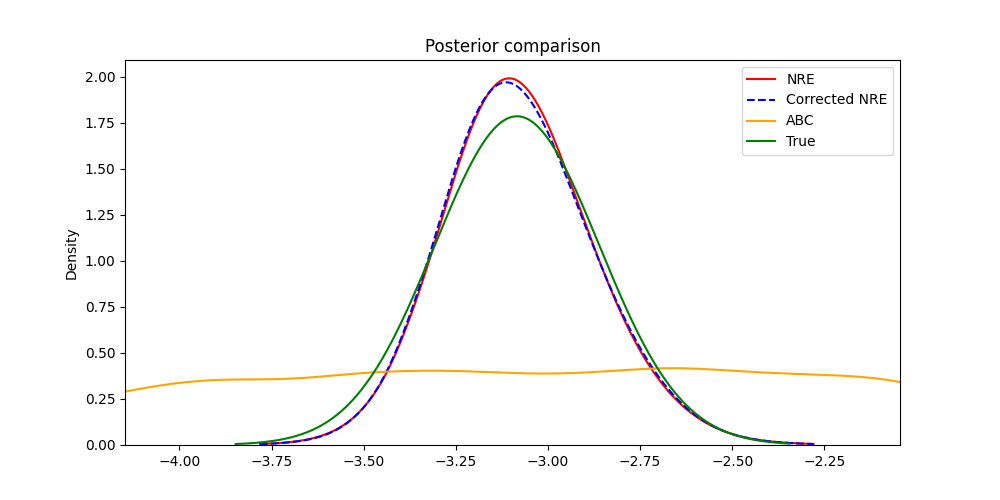 Posterior comparison
NRE
Corrected NRE
ABC
True
Density
2.00
1.75
1.50
1.25
1.00
0.75
0.50
0.25
0.00
−4.00 −3.75 −3.50 −3.25 −3.00 −2.75 −2.50 −2.25